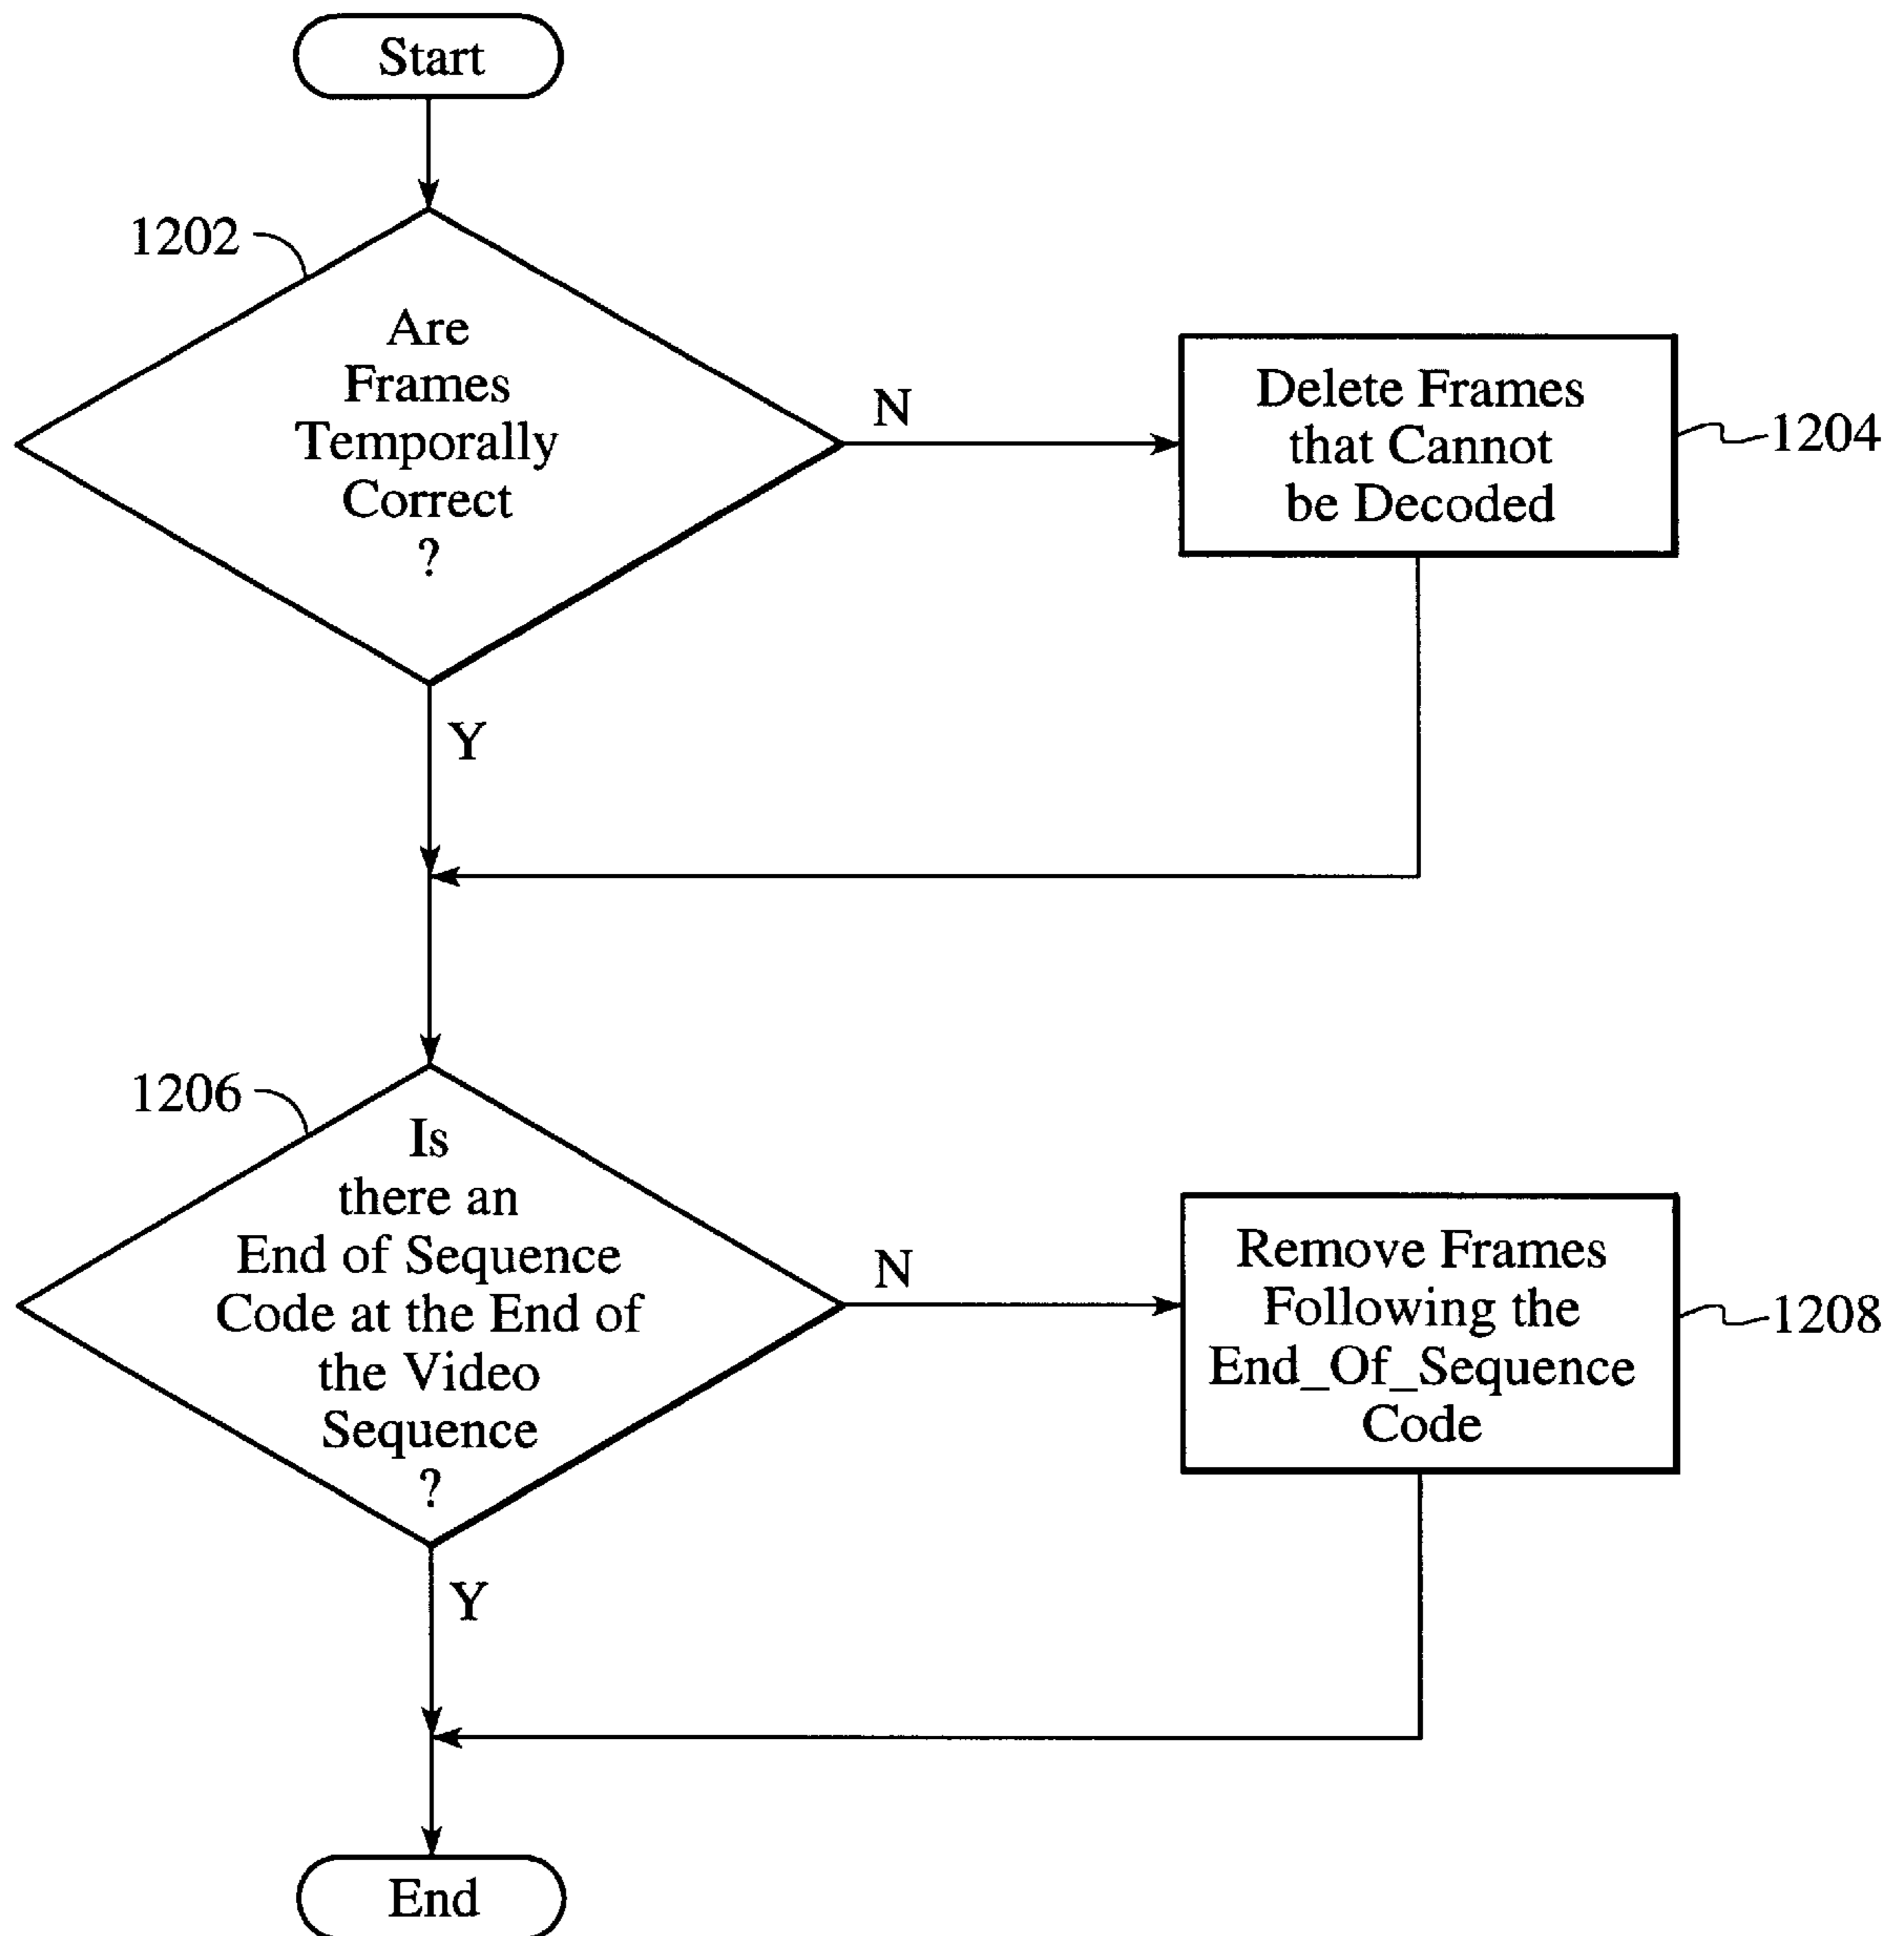 Start
1202
Are
Frames
Temporally
Correct
?
N
Delete Frames
that Cannot
be Decoded
1204
Y
1206
Is
there an
End of Sequence
Code at the End of
the Video
Sequence
?
N
Remove Frames
Following the
End_Of_Sequence
Code
1208
Y
End